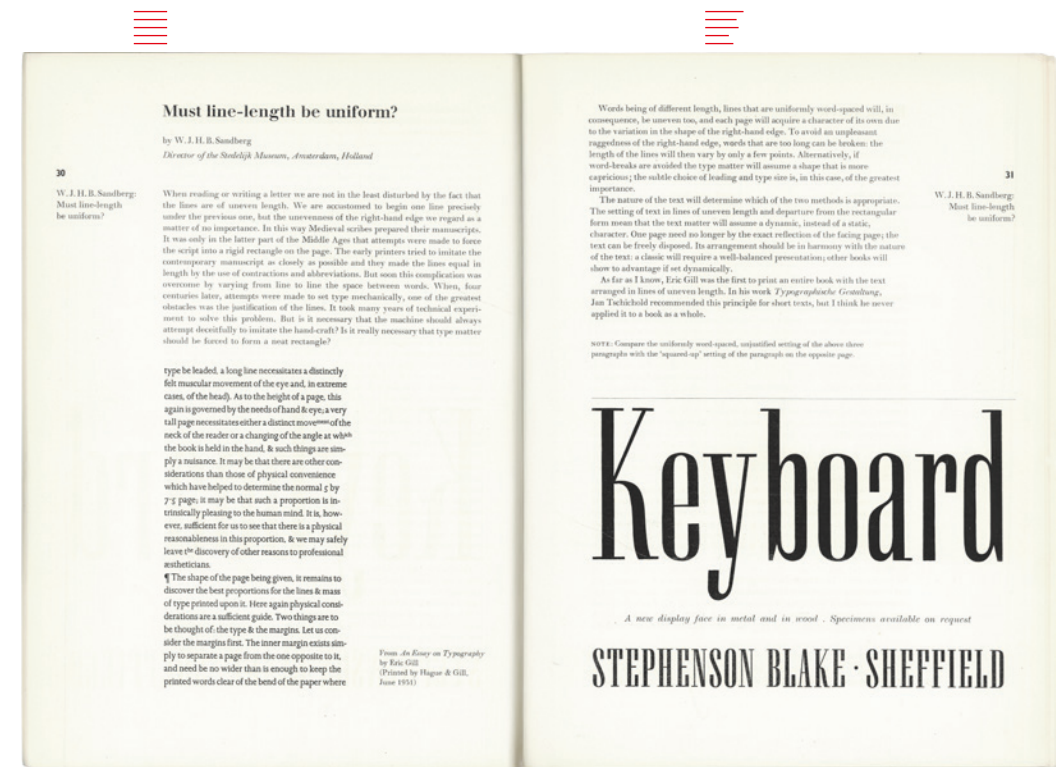 Must line-length be uniform?
by W. J. H. B. Sandberg
Director of the Stedelijk Museum, Amsterdam, Holland
30
W. J. H. B. Sandberg:
Must line-length
be uniform?
When reading or writing a letter we are not in the least disturbed by the fact that
the lines are of uneven length. We are accustomed to begin one line precisely
under the previous one, but the unevenness of the right-hand edge we regard as a
matter of no importance. In this way Medieval scribes prepared their manuscripts.
It was only in the latter part of the Middle Ages that attempts were made to force
the script into a rigid rectangle on the page. The early printers tried to imitate the
contemporary manuscript as closely as possible and they made the lines equal in
length by the use of contractions and abbreviations. But soon this complication was
overcome by varying from line to line the space between words. When, four
centuries later, attempts were made to set type mechanically, one of the greatest
obstacles was the justification of the lines. It took many years of technical experi-
ment to solve this problem. But is it necessary that the machine should always
attempt deceitfully to imitate the hand-craft? Is it really necessary that type matter
should be forced to form a neat rectangle?
type be leaded, a long line necessitates a distinctly
felt muscular movement of the eye and, in extreme
cases, of the head). As to the height of a page, this
again is governed by the needs of hand & eye; a very
tall page necessitates either a distinct movement of the
neck of the reader or a changing of the angle at which
the book is held in the hand, & such things are sim-
ply a nuisance. It may be that there are other con-
siderations than those of physical convenience
which have helped to determine the normal 5 by
7·5 page; it may be that such a proportion is in-
trinsically pleasing to the human mind. It is, how-
ever, sufficient for us to see that there is a physical
reasonableness in this proportion, & we may safely
leave the discovery of other reasons to professional
æstheticians.
¶ The shape of the page being given, it remains to
discover the best proportions for the lines & mass
of type printed upon it. Here again physical consi-
derations are a sufficient guide. Two things are to
be thought of: the type & the margins. Let us con-
sider the margins first. The inner margin exists sim-
ply to separate a page from the one opposite to it,
and need be no wider than is enough to keep the
printed words clear of the bend of the paper where
From An Essay on Typography
by Eric Gill
(Printed by Hague & Gill,
June 1931)
Words being of different length, lines that are uniformly word-spaced will, in
consequence, be uneven too, and each page will acquire a character of its own due
to the variation in the shape of the right-hand edge. To avoid an unpleasant
raggedness of the right-hand edge, words that are too long can be broken: the
length of the lines will then vary by only a few points. Alternatively, if
word-breaks are avoided the type matter will assume a shape that is more
capricious; the subtle choice of leading and type size is, in this case, of the greatest
importance.
The nature of the text will determine which of the two methods is appropriate.
The setting of text in lines of uneven length and departure from the rectangular
form mean that the text matter will assume a dynamic, instead of a static,
character. One page need no longer by the exact reflection of the facing page; the
text can be freely disposed. Its arrangement should be in harmony with the nature
of the text: a classic will require a well-balanced presentation; other books will
show to advantage if set dynamically.
As far as I know, Eric Gill was the first to print an entire book with the text
arranged in lines of uneven length. In his work Typographische Gestaltung,
Jan Tschichold recommended this principle for short texts, but I think he never
applied it to a book as a whole.
NOTE: Compare the uniformly word-spaced, unjustified setting of the above three
paragraphs with the 'squared-up' setting of the paragraph on the opposite page.
31
W. J. H. B. Sandberg:
Must line-length
be uniform?
Keyboard
A new display face in metal and in wood . Specimens available on request
STEPHENSON BLAKE · SHEFFIELD